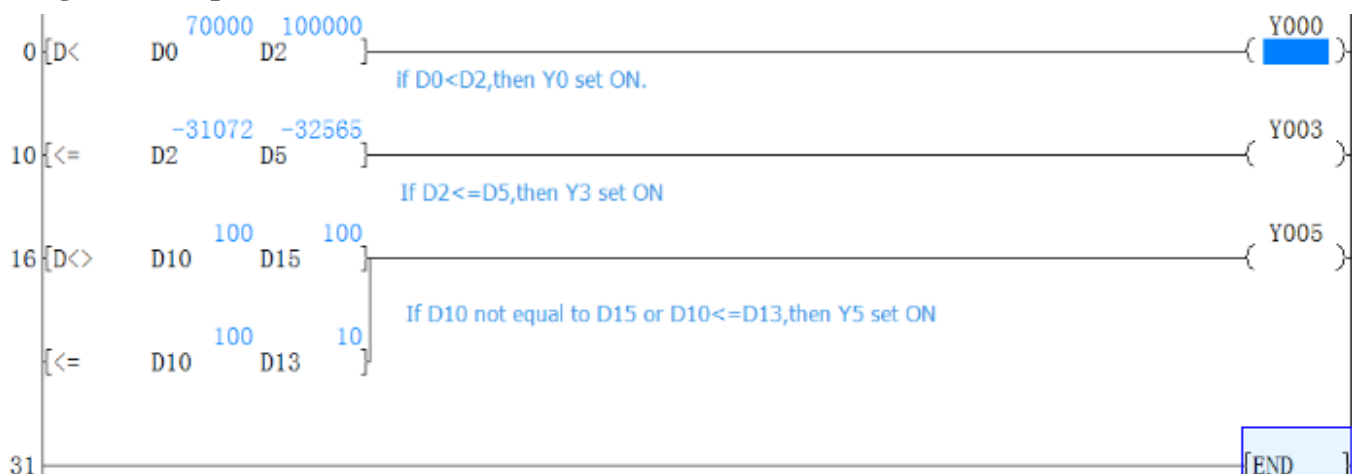 70000 100000 Y000
0 [D< D0 D2 ] ( )
if D0<D2,then Y0 set ON.
-31072 -32565 Y003
10 [<= D2 D5 ] ( )
If D2<=D5,then Y3 set ON
100 100 Y005
16 [D<> D10 D15 ] ( )
If D10 not equal to D15 or D10<=D13,then Y5 set ON
100 10
[<= D10 D13 ]
31 [END ]